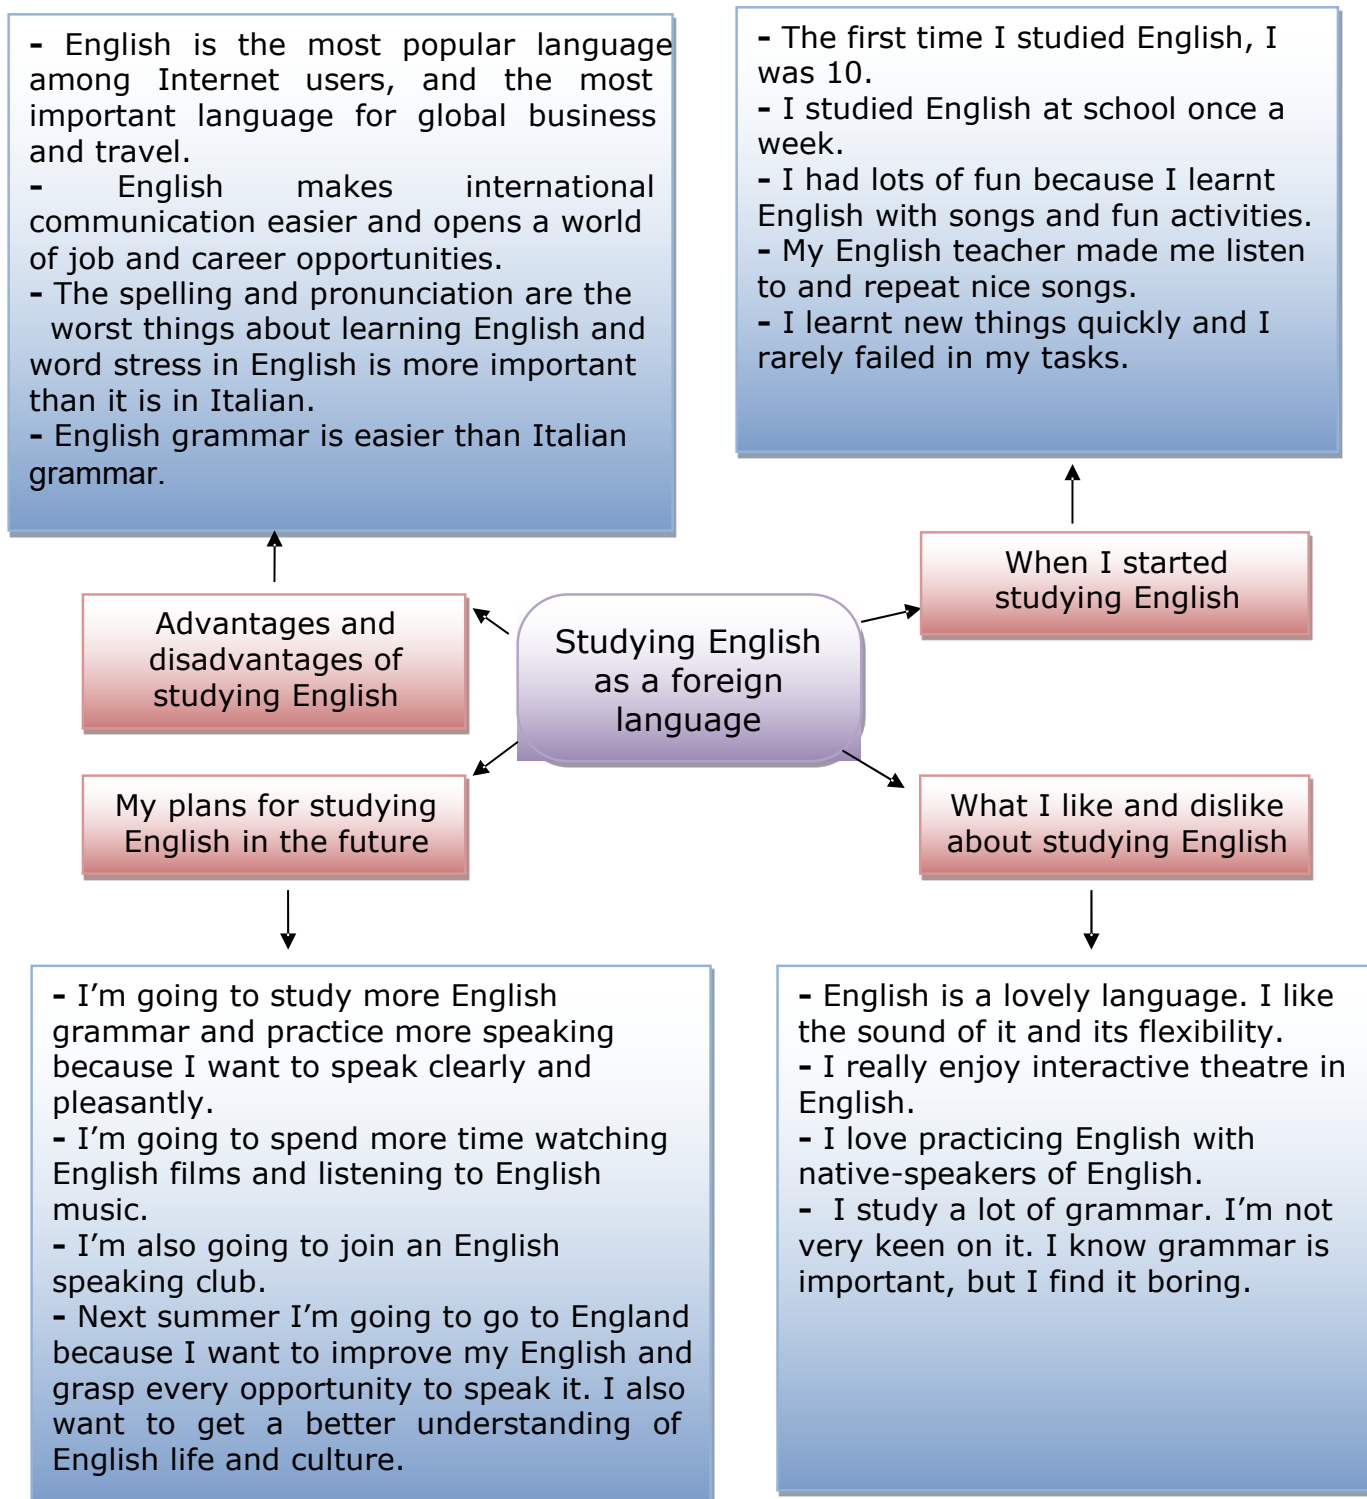 - English is the most popular language
among Internet users, and the most
important language for global business
and travel.
- English makes international
communication easier and opens a world
of job and career opportunities.
- The spelling and pronunciation are the
worst things about learning English and
word stress in English is more important
than it is in Italian.
- English grammar is easier than Italian
grammar.
- The first time I studied English, I
was 10.
- I studied English at school once a
week.
- I had lots of fun because I learnt
English with songs and fun activities.
- My English teacher made me listen
to and repeat nice songs.
- I learnt new things quickly and I
rarely failed in my tasks.
Advantages and
disadvantages of
studying English
Studying English
as a foreign
language
When I started
studying English
My plans for studying
English in the future
What I like and dislike
about studying English
- I’m going to study more English
grammar and practice more speaking
because I want to speak clearly and
pleasantly.
- I’m going to spend more time watching
English films and listening to English
music.
- I’m also going to join an English
speaking club.
- Next summer I’m going to go to England
because I want to improve my English and
grasp every opportunity to speak it. I also
want to get a better understanding of
English life and culture.
- English is a lovely language. I like
the sound of it and its flexibility.
- I really enjoy interactive theatre in
English.
- I love practicing English with
native-speakers of English.
- I study a lot of grammar. I’m not
very keen on it. I know grammar is
important, but I find it boring.